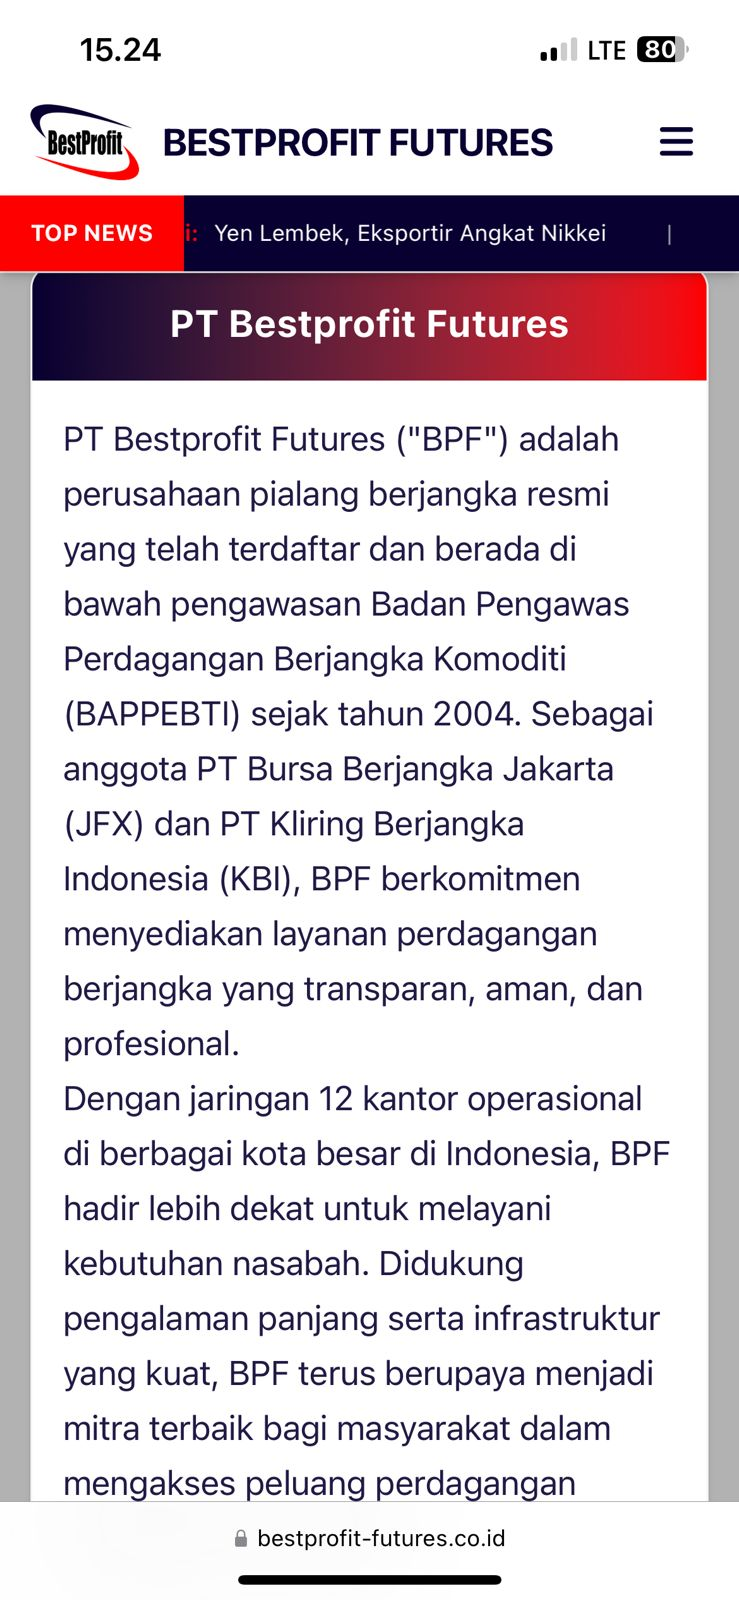 15.24
LTE 80
BestProfit BESTPROFIT FUTURES
TOP NEWS i: Yen Lembek, Eksportir Angkat Nikkei |
PT Bestprofit Futures
PT Bestprofit Futures ("BPF") adalah
perusahaan pialang berjangka resmi
yang telah terdaftar dan berada di
bawah pengawasan Badan Pengawas
Perdagangan Berjangka Komoditi
(BAPPEBTI) sejak tahun 2004. Sebagai
anggota PT Bursa Berjangka Jakarta
(JFX) dan PT Kliring Berjangka
Indonesia (KBI), BPF berkomitmen
menyediakan layanan perdagangan
berjangka yang transparan, aman, dan
profesional.
Dengan jaringan 12 kantor operasional
di berbagai kota besar di Indonesia, BPF
hadir lebih dekat untuk melayani
kebutuhan nasabah. Didukung
pengalaman panjang serta infrastruktur
yang kuat, BPF terus berupaya menjadi
mitra terbaik bagi masyarakat dalam
mengakses peluang perdagangan
bestprofit-futures.co.id